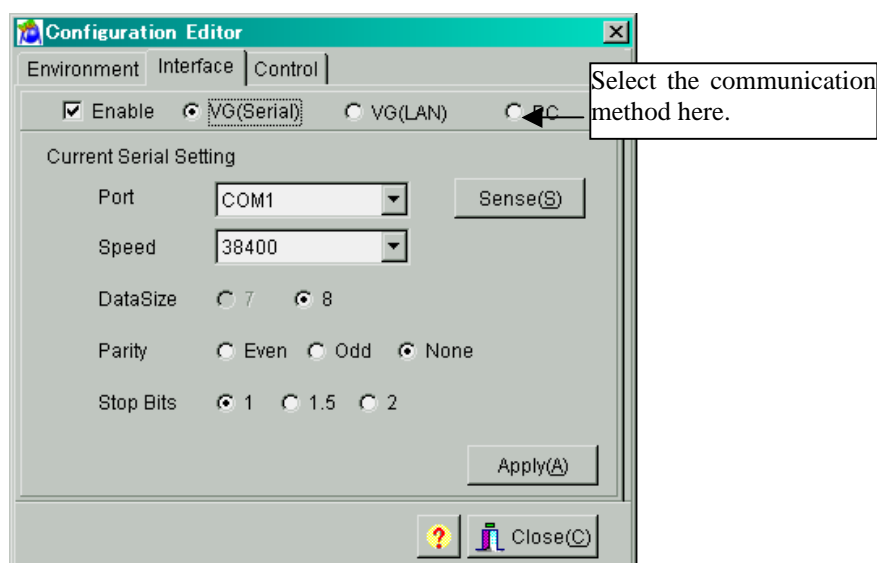 Configuration Editor
Environment Interface Control
Select the communication
method here.
Enable VG(Serial) VG(LAN) PC
Current Serial Setting
Port COM1 Sense(S)
Speed 38400
DataSize 7 8
Parity Even Odd None
Stop Bits 1 1.5 2
Apply(A)
? Close(C)